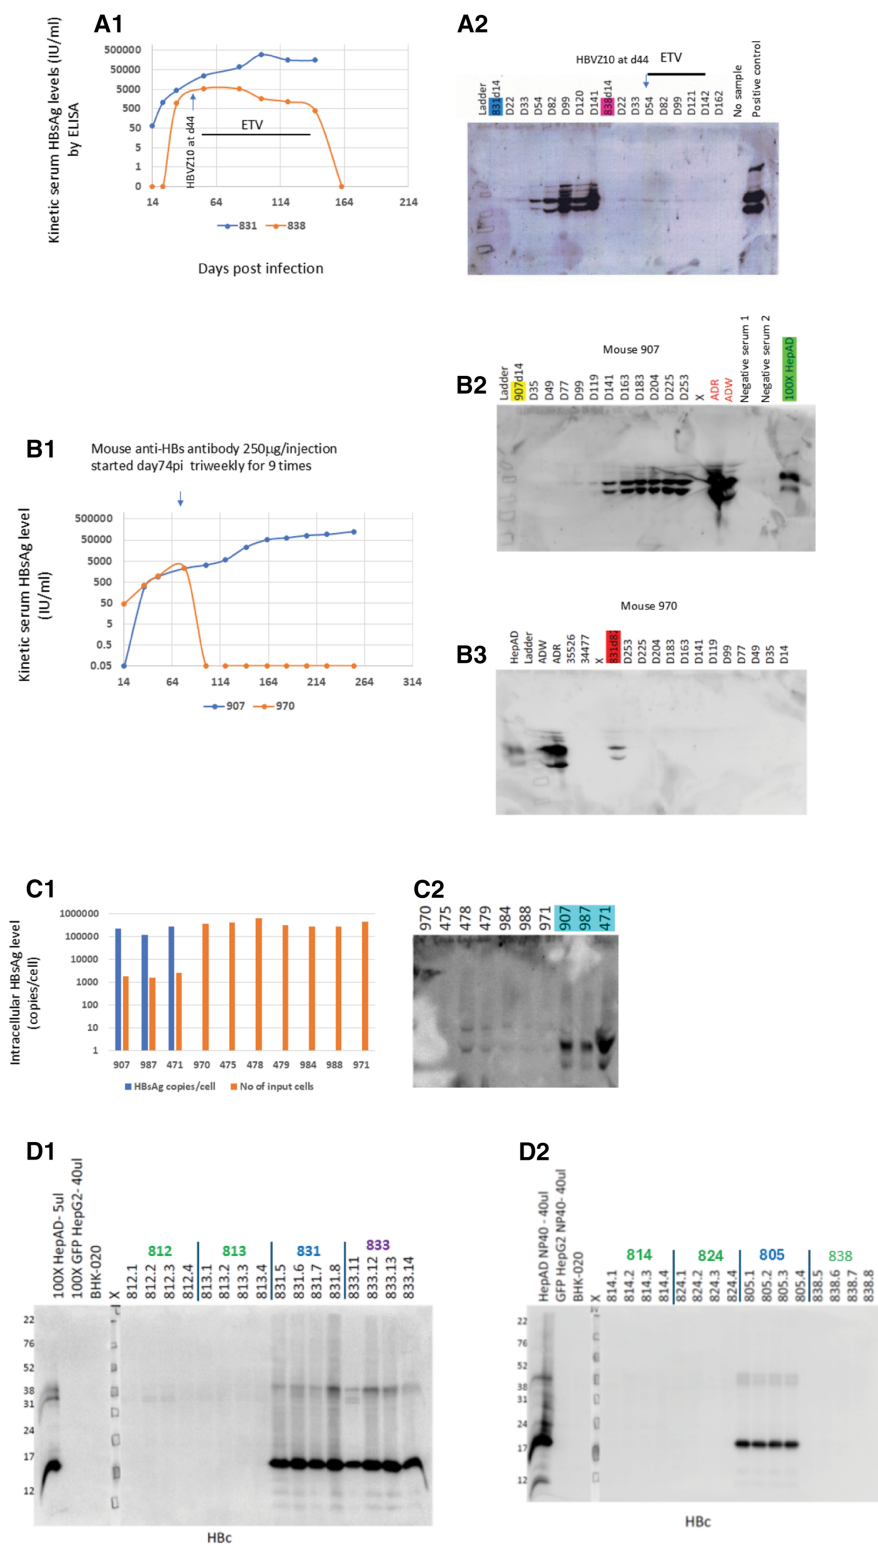 A1
Kinetic serum HBsAg levels (IU/ml)
by ELISA
500000
50000
5000
500
50
5
1
0
HBVZ10 at d44
ETV
14 64 114 164 214
831 838
Days post infection
A2
HBVZ10 at d44 ETV
Ladder
831d14
D22
D33
D54
D82
D99
D120
D141
838d14
D22
D33
D54
D82
D99
D121
D142
D162
No sample
Positive control
B1
Mouse anti-HBs antibody 250µg/injection
started day74pi triweekly for 9 times
Kinetic serum HBsAg level
(IU/ml)
500000
50000
5000
500
50
5
0.5
0.05
14 64 114 164 214 264 314
907 970
B2
Mouse 907
Ladder
907d14
D35
D49
D77
D99
D119
D141
D163
D183
D204
D225
D253
X
ADR
ADW
Negative serum 1
Negative serum 2
100X HepAD
B3
Mouse 970
HepAD
Ladder
ADW
ADR
35526
34477
X
831d82
D253
D225
D204
D183
D163
D141
D119
D99
D77
D49
D35
D14
C1
Intracellular HBsAg level
(copies/cell)
1000000
100000
10000
1000
100
10
1
907 987 471 970 475 478 479 984 988 971
HBsAg copies/cell No of input cells
C2
970
475
478
479
984
988
971
907
987
471
D1
100X HepAD- 5ul
100X GFP HepG2- 40ul
BHK-020
X
812 813 831 833
812.1
812.2
812.3
812.4
813.1
813.2
813.3
813.4
831.5
831.6
831.7
831.8
833.11
833.12
833.13
833.14
22
76
52
38
31
24
17
12
HBc
D2
HepAD NP40 - 40ul
GFP HepG2 NP40- 40ul
BHK-020
X
814 824 805 838
814.1
814.2
814.3
814.4
824.1
824.2
824.3
824.4
805.1
805.2
805.3
805.4
838.5
838.6
838.7
838.8
22
76
52
38
31
24
17
12
HBc